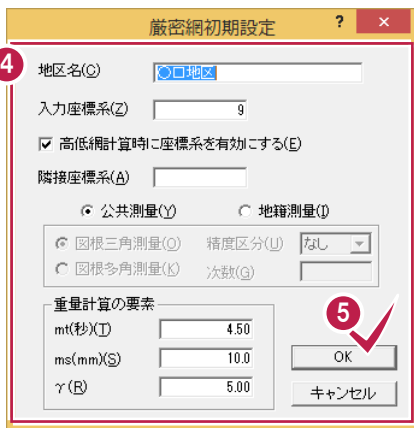 厳密網初期設定 ? ×
4
地区名(C) 〇口地区
入力座標系(Z) 9
高低網計算時に座標系を有効にする(E)
隣接座標系(A)
公共測量(Y) 地籍測量(I)
図根三角測量(O) 精度区分(U) なし
図根多角測量(K) 次数(G)
重量計算の要素
mt(秒)(T) 4.50
ms(mm)(S) 10.0
γ(R) 5.00
5
OK
キャンセル